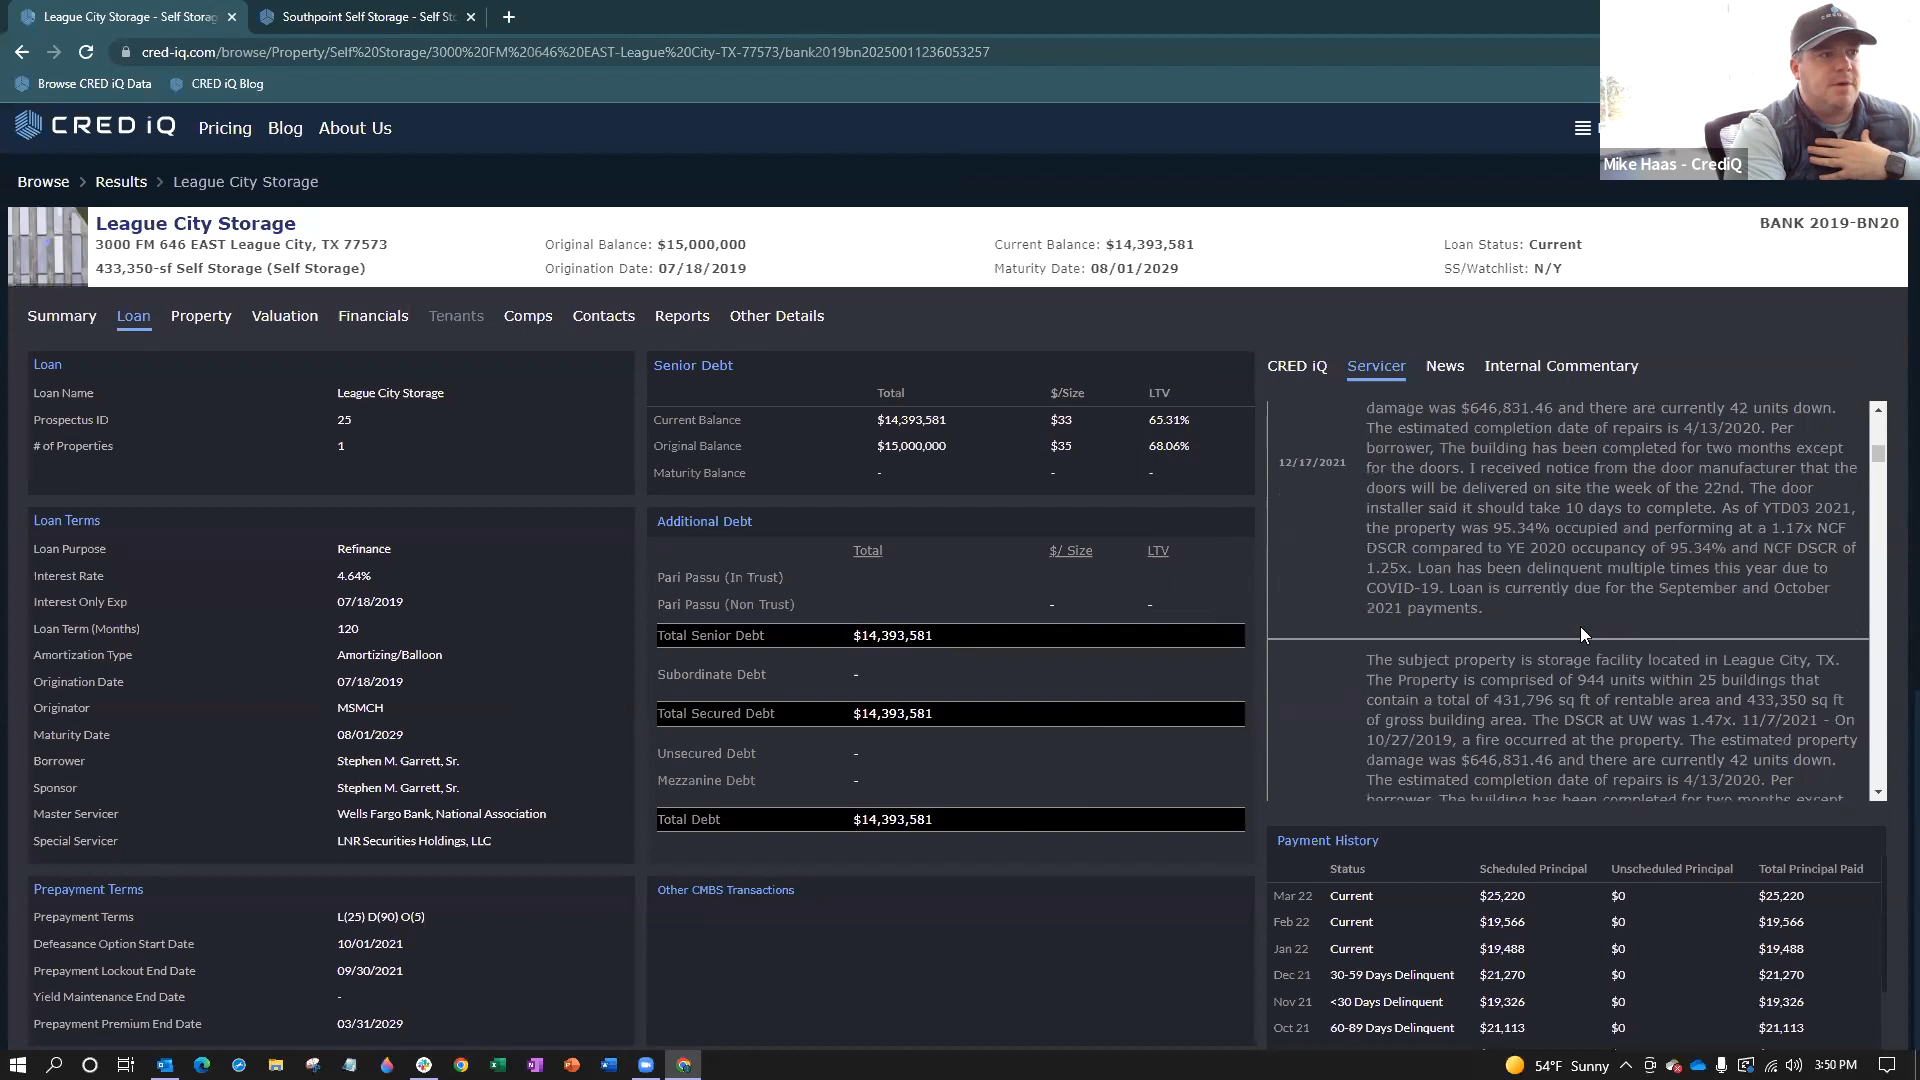 League City Storage - Self Storag
Southpoint Self Storage - Self St
cred-iq.com/browse/Property/Self%20Storage/3000%20FM%20646%20EAST-League%20City-TX-77573/bank2019bn20250011236053257
Browse CRED iQ Data
CRED iQ Blog
CRED iQ
Pricing
Blog
About Us
Mike Haas - CrediQ
Browse > Results > League City Storage
League City Storage
BANK 2019-BN20
3000 FM 646 EAST League City, TX 77573
Original Balance: $15,000,000
Current Balance: $14,393,581
Loan Status: Current
433,350-sf Self Storage (Self Storage)
Origination Date: 07/18/2019
Maturity Date: 08/01/2029
SS/Watchlist: N/Y
Summary
Loan
Property
Valuation
Financials
Tenants
Comps
Contacts
Reports
Other Details
Loan
Loan Name League City Storage
Prospectus ID 25
# of Properties 1
Loan Terms
Loan Purpose Refinance
Interest Rate 4.64%
Interest Only Exp 07/18/2019
Loan Term (Months) 120
Amortization Type Amortizing/Balloon
Origination Date 07/18/2019
Originator MSMCH
Maturity Date 08/01/2029
Borrower Stephen M. Garrett, Sr.
Sponsor Stephen M. Garrett, Sr.
Master Servicer Wells Fargo Bank, National Association
Special Servicer LNR Securities Holdings, LLC
Prepayment Terms
Prepayment Terms L(25) D(90) O(5)
Defeasance Option Start Date 10/01/2021
Prepayment Lockout End Date 09/30/2021
Yield Maintenance End Date -
Prepayment Premium End Date 03/31/2029
Senior Debt
Total $/Size LTV
Current Balance $14,393,581 $33 65.31%
Original Balance $15,000,000 $35 68.06%
Maturity Balance - - -
Additional Debt
Total $/ Size LTV
Pari Passu (In Trust)
Pari Passu (Non Trust) - -
Total Senior Debt $14,393,581
Subordinate Debt -
Total Secured Debt $14,393,581
Unsecured Debt -
Mezzanine Debt -
Total Debt $14,393,581
Other CMBS Transactions
CRED iQ
Servicer
News
Internal Commentary
12/17/2021
damage was $646,831.46 and there are currently 42 units down.
The estimated completion date of repairs is 4/13/2020. Per
borrower, The building has been completed for two months except
for the doors. I received notice from the door manufacturer that the
doors will be delivered on site the week of the 22nd. The door
installer said it should take 10 days to complete. As of YTD03 2021,
the property was 95.34% occupied and performing at a 1.17x NCF
DSCR compared to YE 2020 occupancy of 95.34% and NCF DSCR of
1.25x. Loan has been delinquent multiple times this year due to
COVID-19. Loan is currently due for the September and October
2021 payments.
The subject property is storage facility located in League City, TX.
The Property is comprised of 944 units within 25 buildings that
contain a total of 431,796 sq ft of rentable area and 433,350 sq ft
of gross building area. The DSCR at UW was 1.47x. 11/7/2021 - On
10/27/2019, a fire occurred at the property. The estimated property
damage was $646,831.46 and there are currently 42 units down.
The estimated completion date of repairs is 4/13/2020. Per
borrower, The building has been completed for two months except
Payment History
Status Scheduled Principal Unscheduled Principal Total Principal Paid
Mar 22 Current $25,220 $0 $25,220
Feb 22 Current $19,566 $0 $19,566
Jan 22 Current $19,488 $0 $19,488
Dec 21 30-59 Days Delinquent $21,270 $0 $21,270
Nov 21 <30 Days Delinquent $19,326 $0 $19,326
Oct 21 60-89 Days Delinquent $21,113 $0 $21,113
54°F Sunny
3:50 PM